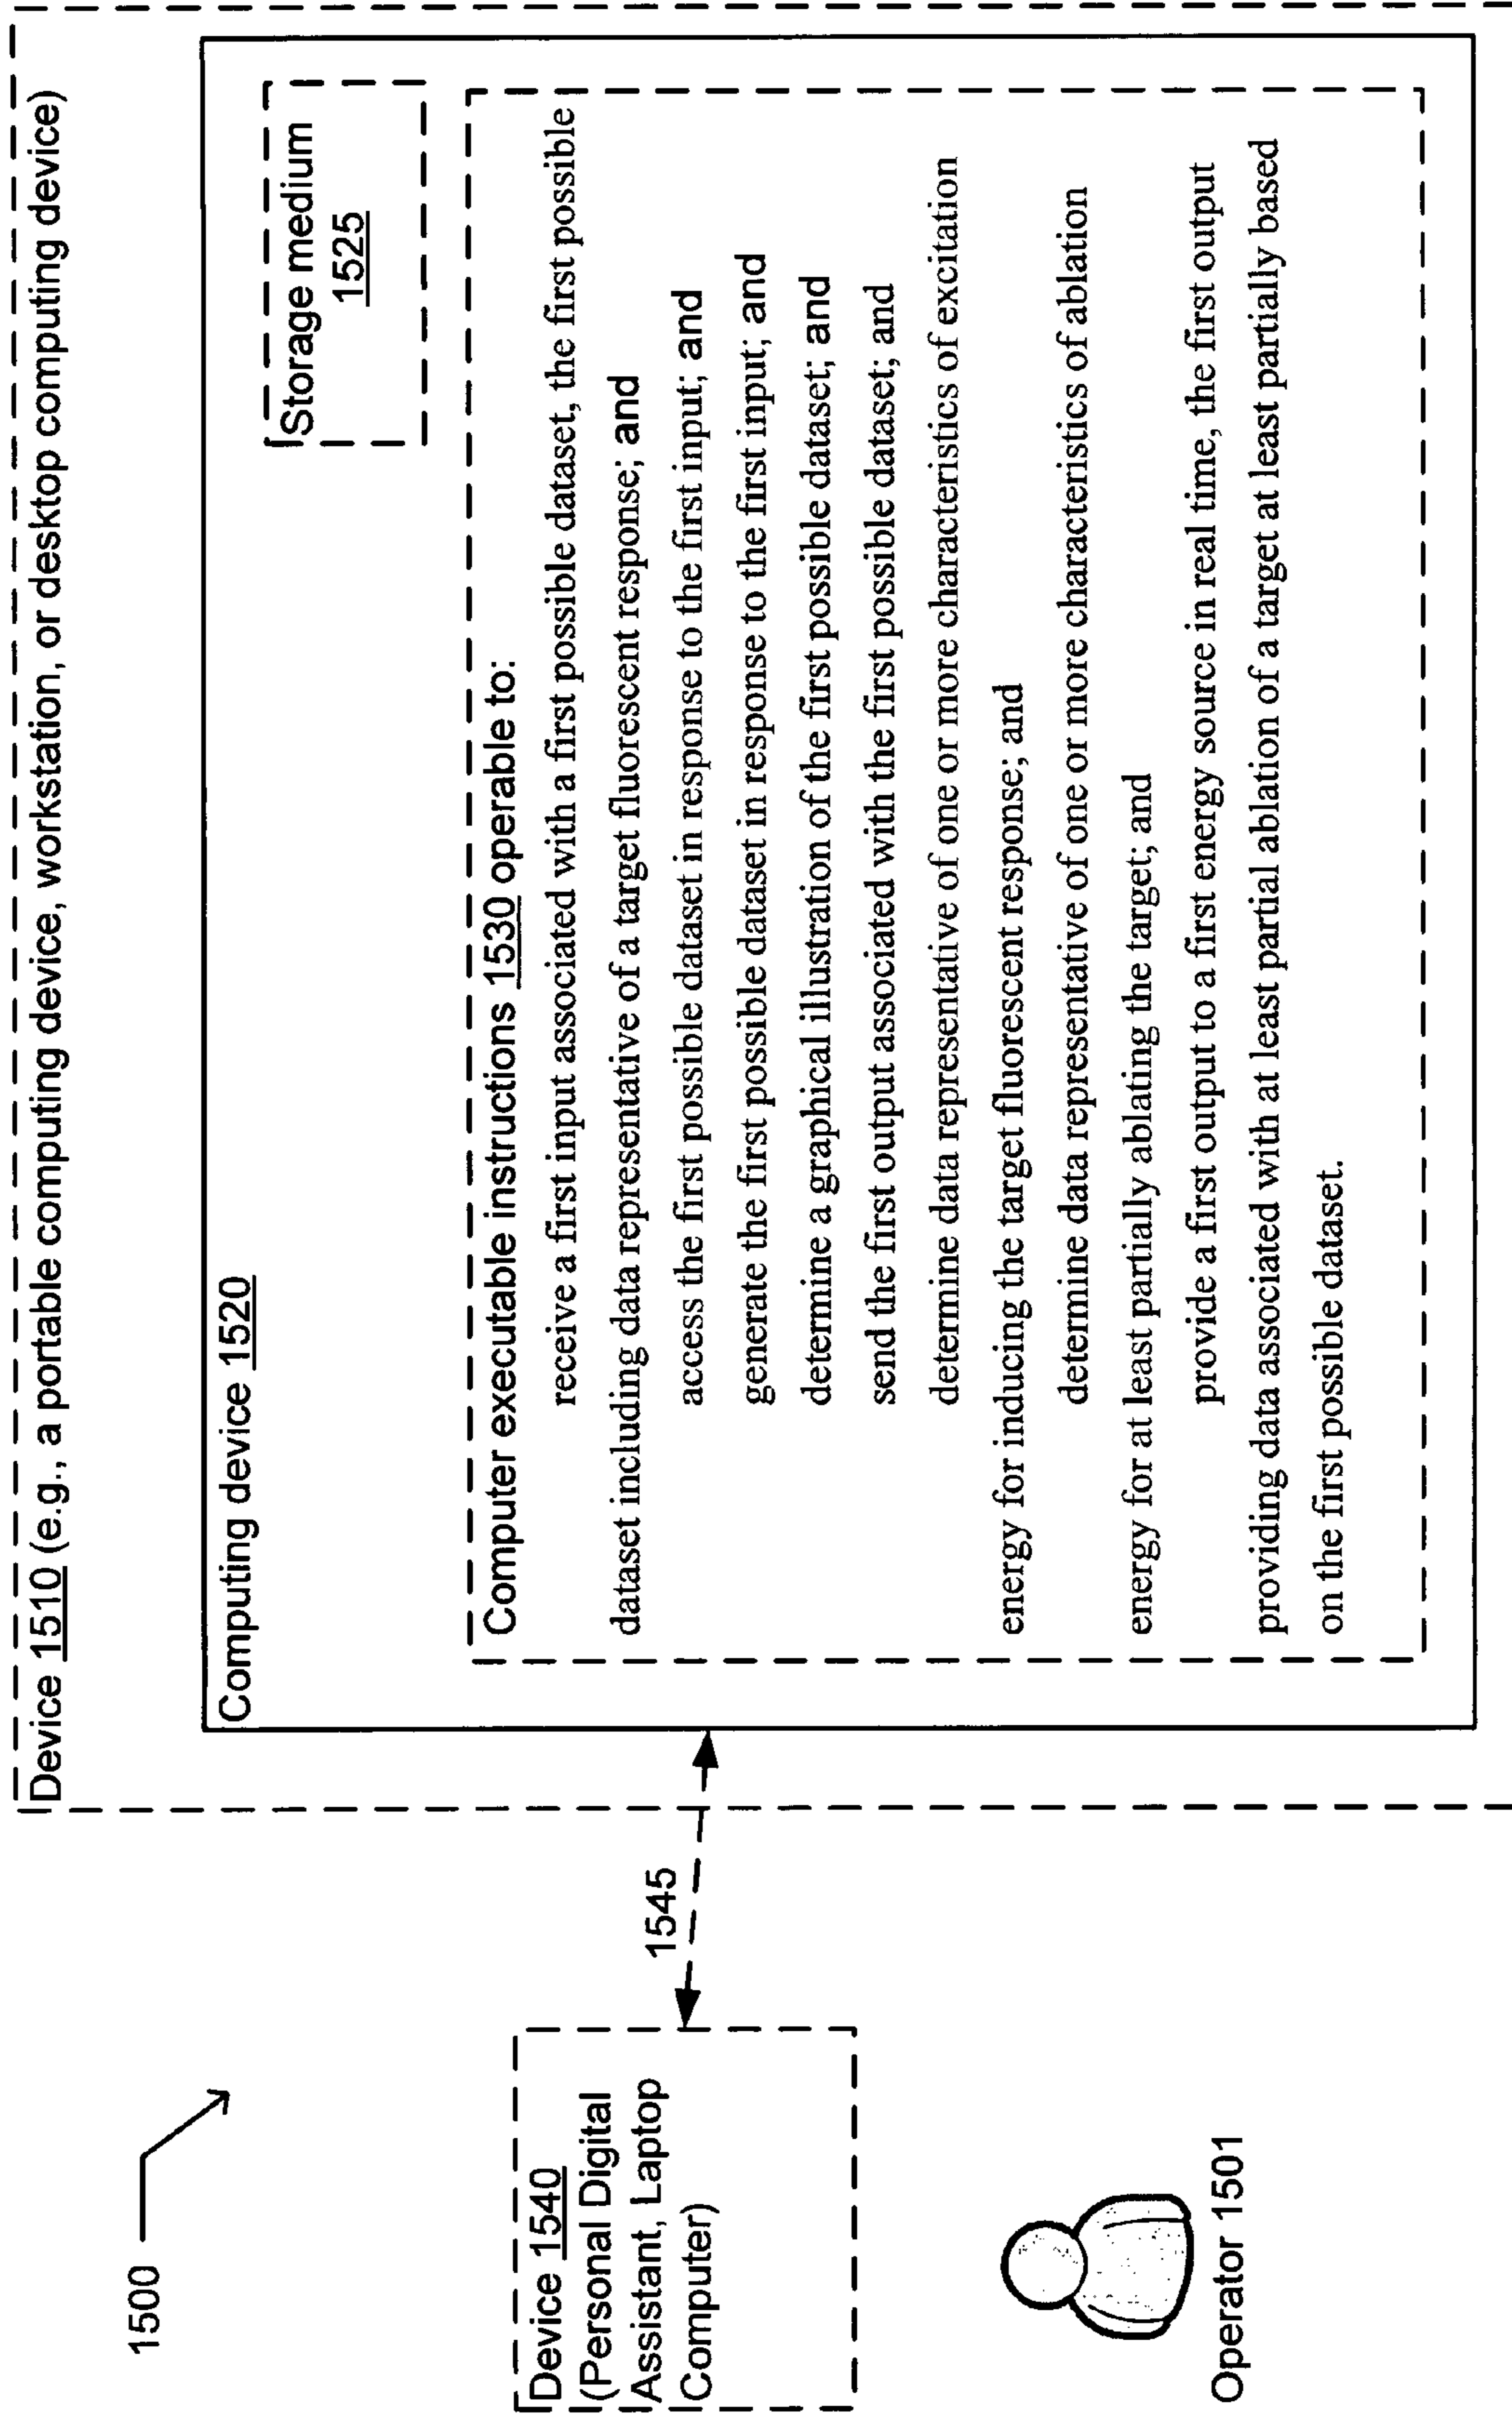 1500
Device 1510 (e.g., a portable computing device, workstation, or desktop computing device)
Computing device 1520
Storage medium
1525
Computer executable instructions 1530 operable to:
receive a first input associated with a first possible dataset, the first possible
dataset including data representative of a target fluorescent response; and
access the first possible dataset in response to the first input; and
generate the first possible dataset in response to the first input; and
determine a graphical illustration of the first possible dataset; and
send the first output associated with the first possible dataset; and
determine data representative of one or more characteristics of excitation
energy for inducing the target fluorescent response; and
determine data representative of one or more characteristics of ablation
energy for at least partially ablating the target; and
provide a first output to a first energy source in real time, the first output
providing data associated with at least partial ablation of a target at least partially based
on the first possible dataset.
1545
Device 1540
(Personal Digital
Assistant, Laptop
Computer)
Operator 1501